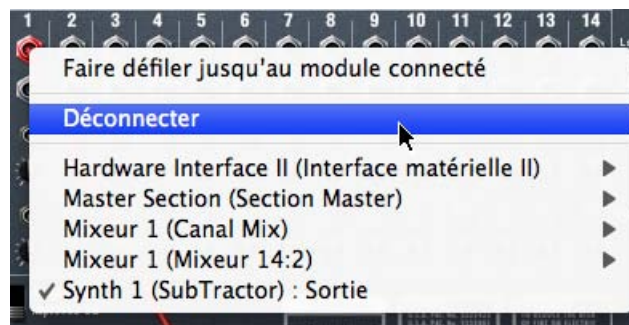 1 2 3 4 5 6 7 8 9 10 11 12 13 14
Faire défiler jusqu'au module connecté
Déconnecter
Hardware Interface II (Interface matérielle II)
Master Section (Section Master)
Mixeur 1 (Canal Mix)
Mixeur 1 (Mixeur 14:2)
✓ Synth 1 (SubTractor) : Sortie